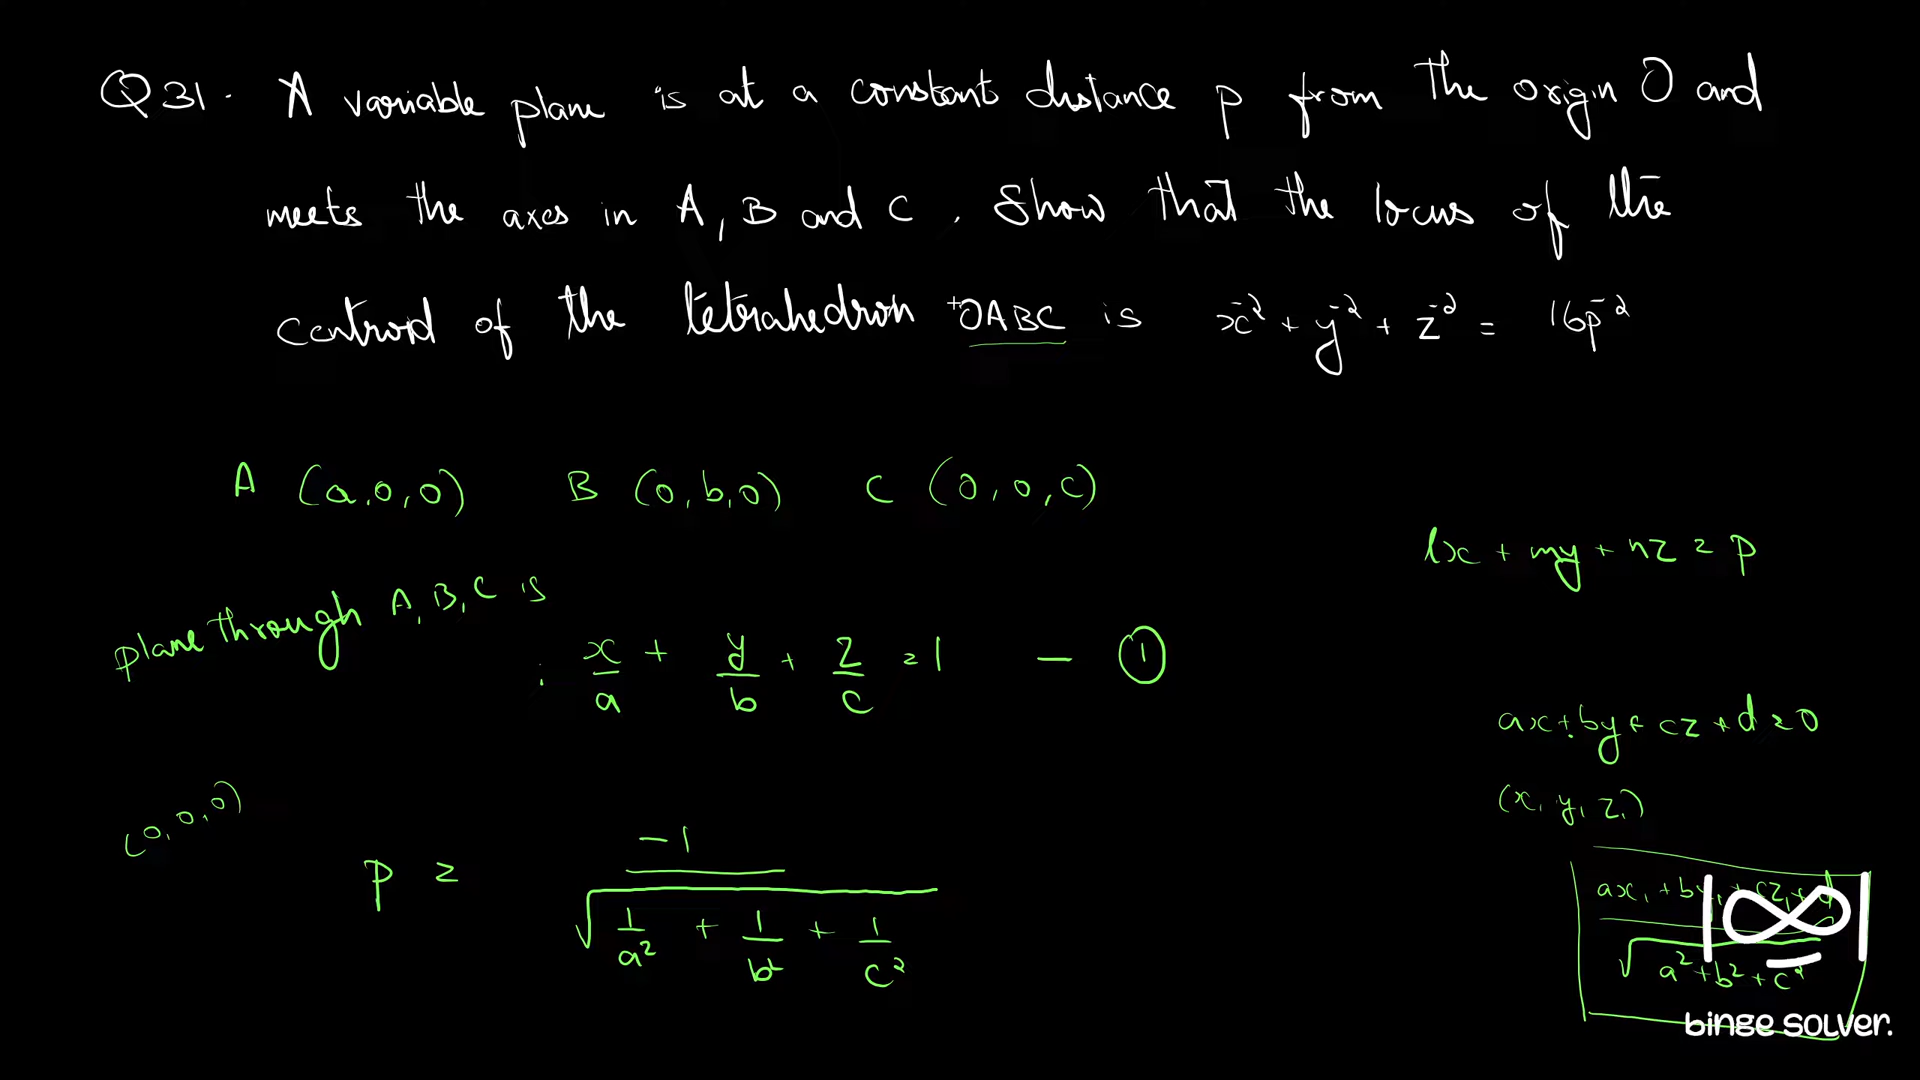 Q31. A variable plane is at a constant distance p from the origin O and
meets the axes in A, B and C. Show that the locus of the
centroid of the tetrahedron OABC is x⁻² + y⁻² + z⁻² = 16p⁻²
A (a,0,0) B (0,b,0) C (0,0,c)
lx + my + nz = p
plane through A, B, C is
x/a + y/b + z/c = 1 — ①
ax + by + cz + d = 0
(x₁ y₁ z₁)
(0,0,0)
p = -1 / √(1/a² + 1/b² + 1/c²)
ax₁ + by₁ + cz₁ + d / √(a² + b² + c²)
binge solver.